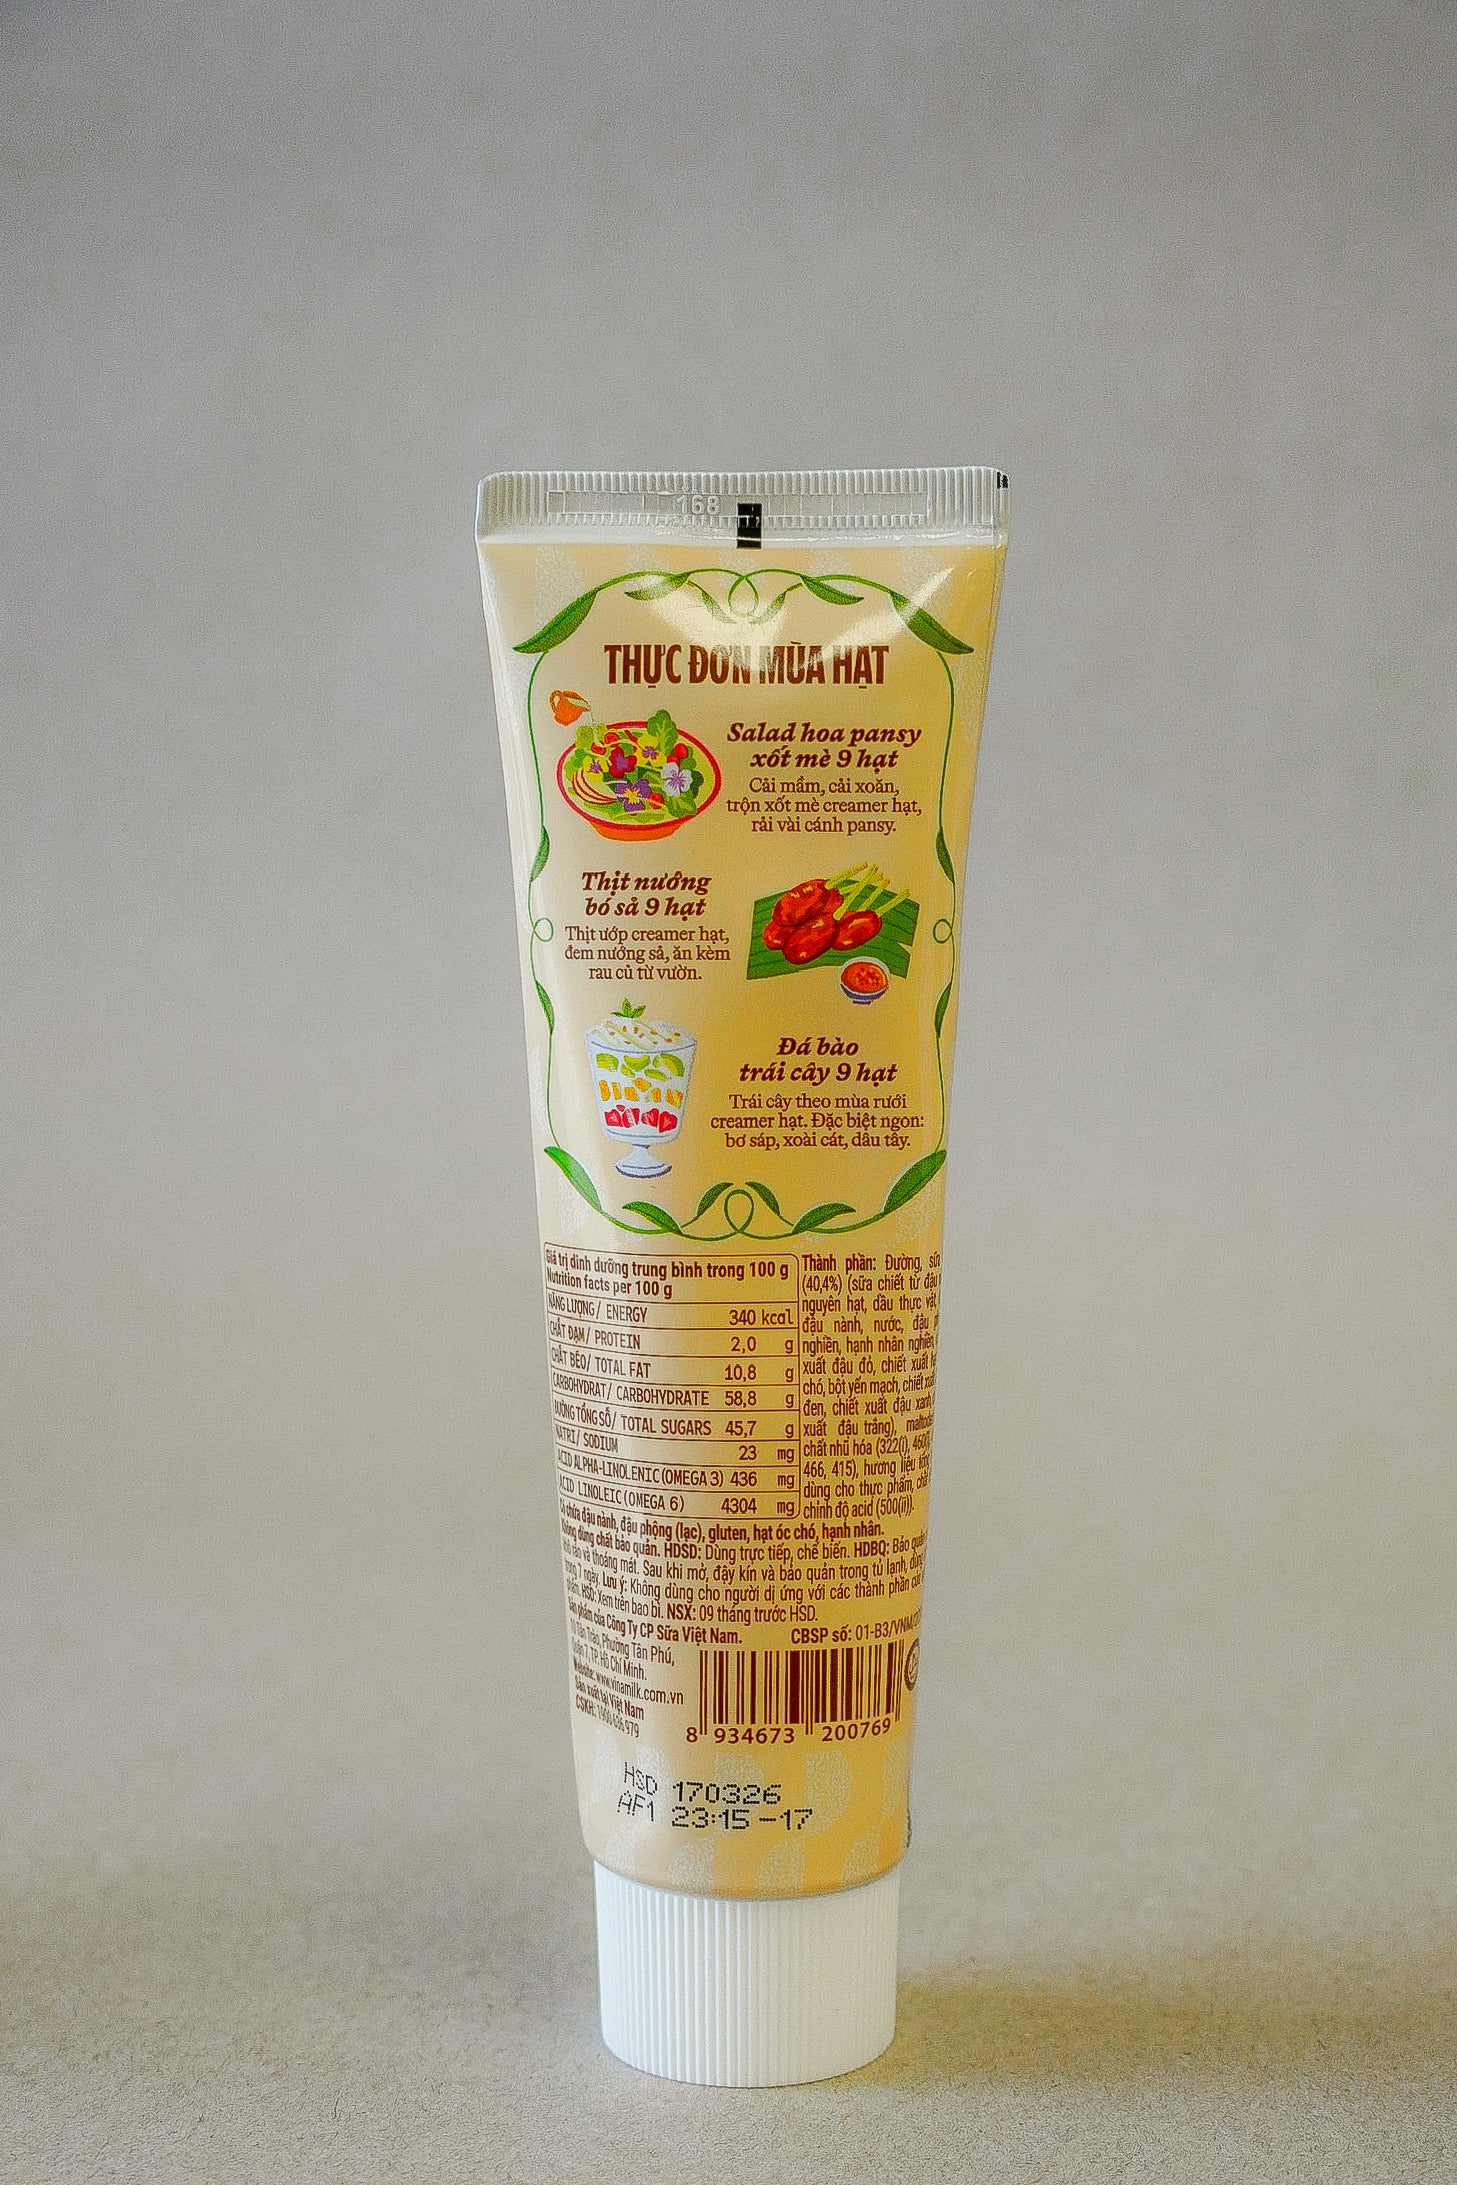 168
THỰC ĐƠN MÙA HẠT
Salad hoa pansy
xốt mè 9 hạt
Cải mầm, cải xoăn,
trộn xốt mè creamer hạt,
rải vài cánh pansy.
Thịt nướng
bó sả 9 hạt
Thịt ướp creamer hạt,
đem nướng sả, ăn kèm
rau củ từ vườn.
Đá bào
trái cây 9 hạt
Trái cây theo mùa rưới
creamer hạt. Đặc biệt ngon:
bơ sáp, xoài cát, dâu tây.
Giá trị dinh dưỡng trung bình trong 100 g
Nutrition facts per 100 g
NĂNG LƯỢNG / ENERGY 340 kcal
CHẤT ĐẠM / PROTEIN 2,0 g
CHẤT BÉO / TOTAL FAT 10,8 g
CARBOHYDRAT / CARBOHYDRATE 58,8 g
ĐƯỜNG TỔNG SỐ / TOTAL SUGARS 45,7 g
NATRI / SODIUM 23 mg
ACID ALPHA-LINOLENIC (OMEGA 3) 436 mg
ACID LINOLEIC (OMEGA 6) 4304 mg
Thành phần: Đường, sữa
(40,4%) (sữa chiết từ đậu
nguyên hạt, dầu thực vật,
đậu nành, nước, đậu
nghiền, hạnh nhân nghiền,
xuất đậu đỏ, chiết xuất
chó, bột yến mạch, chiết xuất
đen, chiết xuất đậu xanh,
xuất đậu trắng),
chất nhũ hóa (322(i),
466, 415), hương liệu tổng
dùng cho thực phẩm, chất
chỉnh độ acid (500(ii)).
Có chứa đậu nành, đậu phộng (lạc), gluten, hạt óc chó, hạnh nhân.
Không dùng chất bảo quản. HDSD: Dùng trực tiếp, chế biến. HDBQ: Bảo quản
khô ráo và thoáng mát. Sau khi mở, đậy kín và bảo quản trong tủ lạnh, dùng
trong 7 ngày. Lưu ý: Không dùng cho người dị ứng với các thành phần của
phẩm. HSD: Xem trên bao bì. NSX: 09 tháng trước HSD.
Sản phẩm của Công Ty CP Sữa Việt Nam. CBSP số: 01-B3/VNM
10 Tân Trào, Phường Tân Phú,
Quận 7, TP. Hồ Chí Minh.
Website: www.vinamilk.com.vn
Sản xuất tại Việt Nam
CSKH: 1900 636 979
8 934673 200769
HSD 170326
AF1 23:15-17